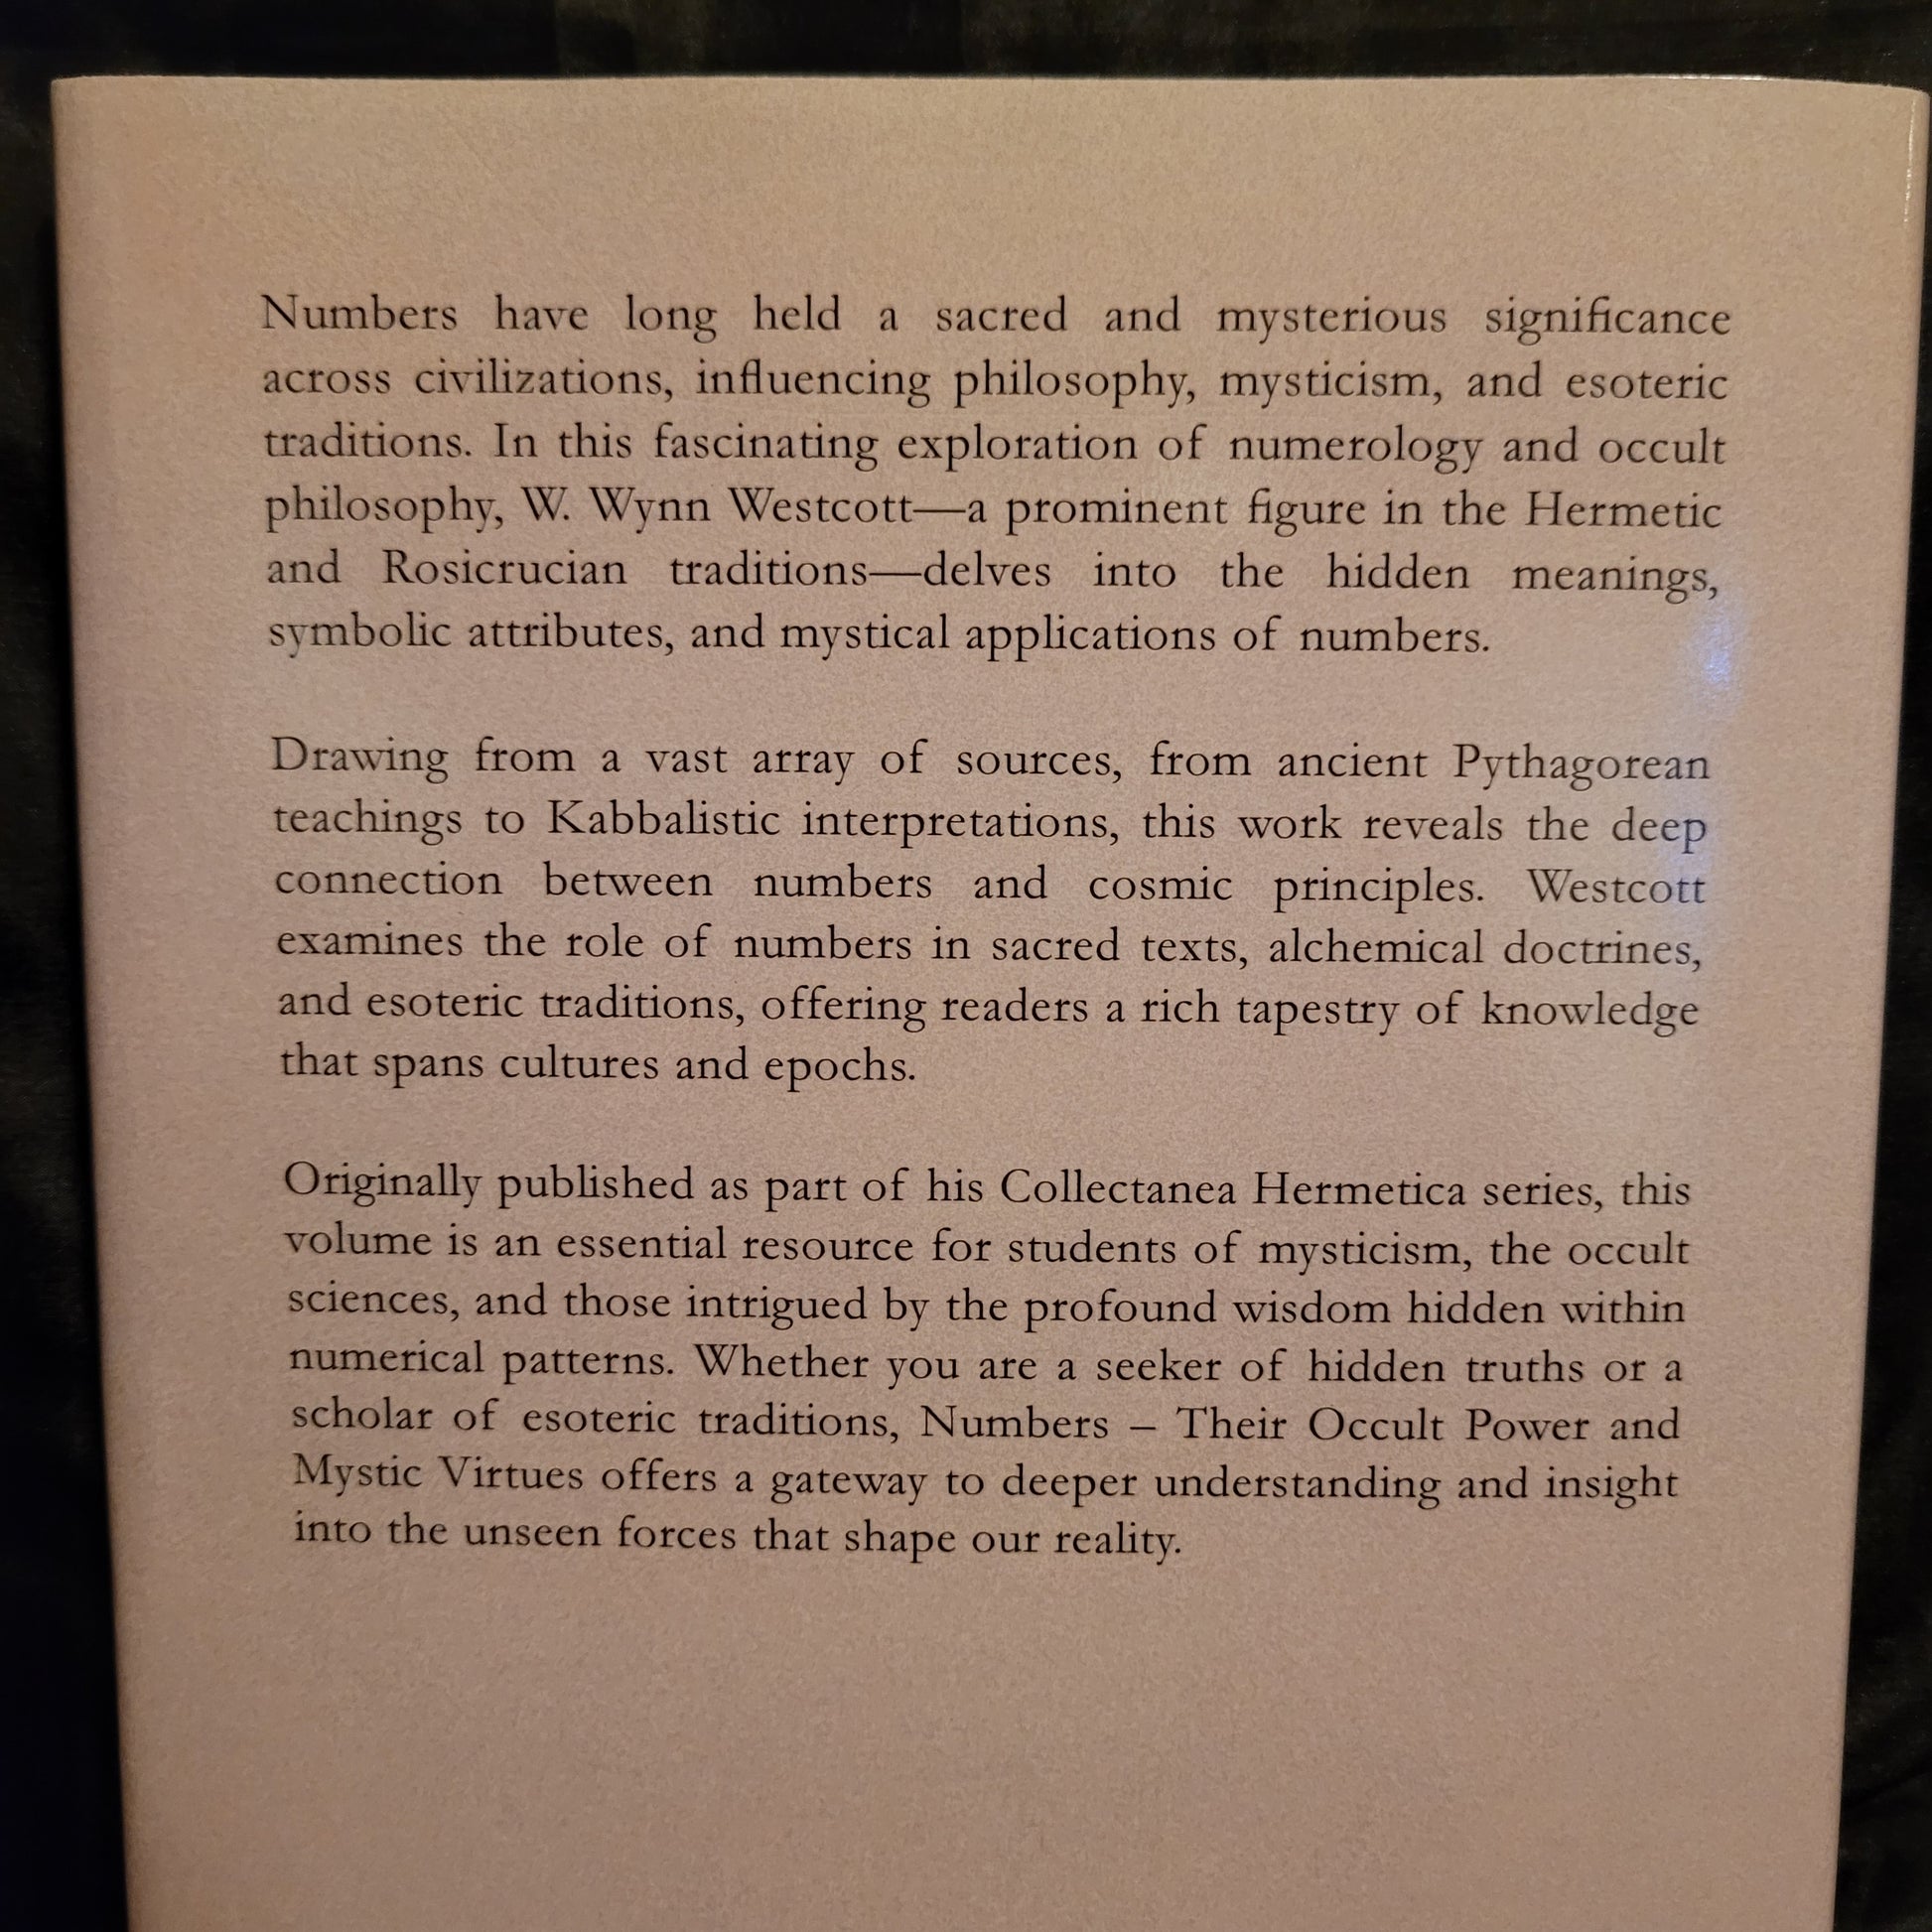 Numbers have long held a sacred and mysterious significance
across civilizations, influencing philosophy, mysticism, and esoteric
traditions. In this fascinating exploration of numerology and occult
philosophy, W. Wynn Westcott—a prominent figure in the Hermetic
and Rosicrucian traditions—delves into the hidden meanings,
symbolic attributes, and mystical applications of numbers.
Drawing from a vast array of sources, from ancient Pythagorean
teachings to Kabbalistic interpretations, this work reveals the deep
connection between numbers and cosmic principles. Westcott
examines the role of numbers in sacred texts, alchemical doctrines,
and esoteric traditions, offering readers a rich tapestry of knowledge
that spans cultures and epochs.
Originally published as part of his Collectanea Hermetica series, this
volume is an essential resource for students of mysticism, the occult
sciences, and those intrigued by the profound wisdom hidden within
numerical patterns. Whether you are a seeker of hidden truths or a
scholar of esoteric traditions, Numbers – Their Occult Power and
Mystic Virtues offers a gateway to deeper understanding and insight
into the unseen forces that shape our reality.